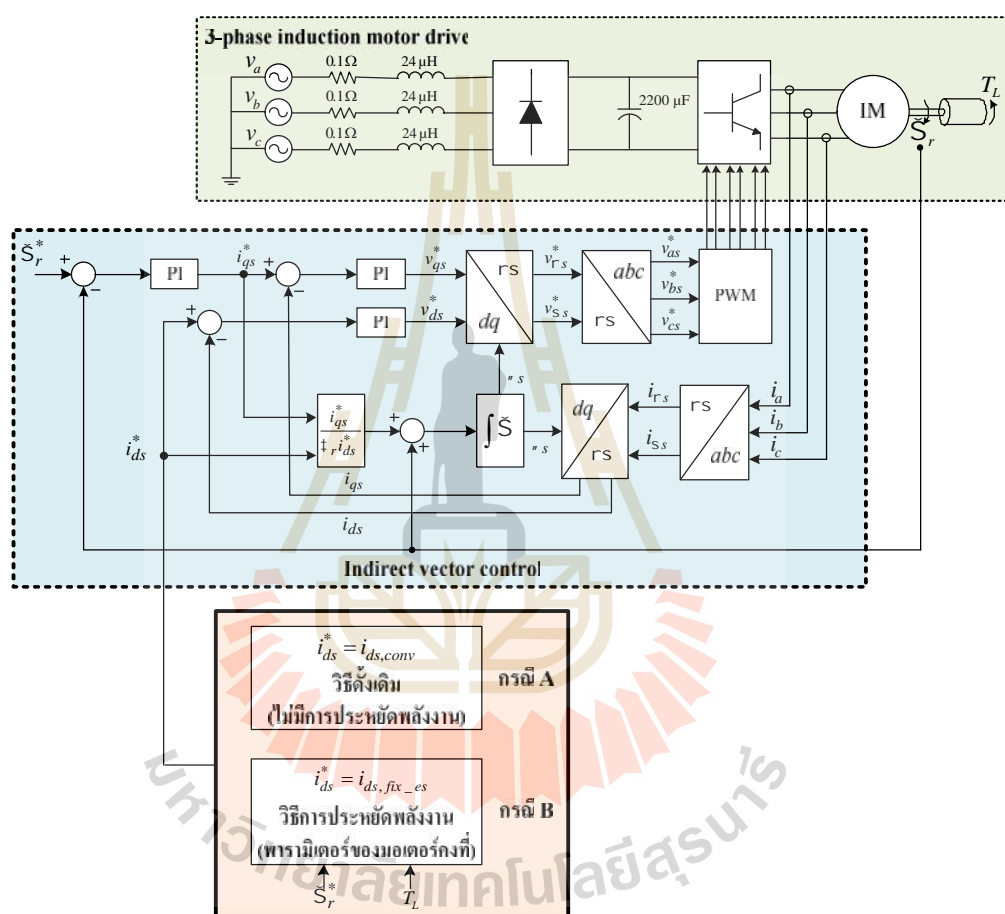 3-phase induction motor drive
v_a 0.1Ω 24 μH
v_b 0.1Ω 24 μH
v_c 0.1Ω 24 μH
2200 μF
IM
T_L
Š_r
Š_r^* + −
PI
i_qs^* + −
PI
v_qs^*
rs
dq
v_rs^*
v_Ss^*
abc
rs
v_as^*
v_bs^*
v_cs^*
PWM
+ −
PI
v_ds^*
i_ds^*
i_qs^*
‡_r i_ds^*
+ +
∫ Š
" s
" s
dq
rs
i_rs
i_Ss
rs
abc
i_a
i_b
i_c
i_qs
i_ds
Indirect vector control
i_ds^* = i_ds,conv
วิธีดั้งเดิม
(ไม่มีการประหยัดพลังงาน)
กรณี A
i_ds^* = i_ds,fix_es
วิธีการประหยัดพลังงาน
(พารามิเตอร์ของมอเตอร์คงที่)
กรณี B
Š_r^* T_L
มหาวิทยาลัยเทคโนโลยีสุรนารี